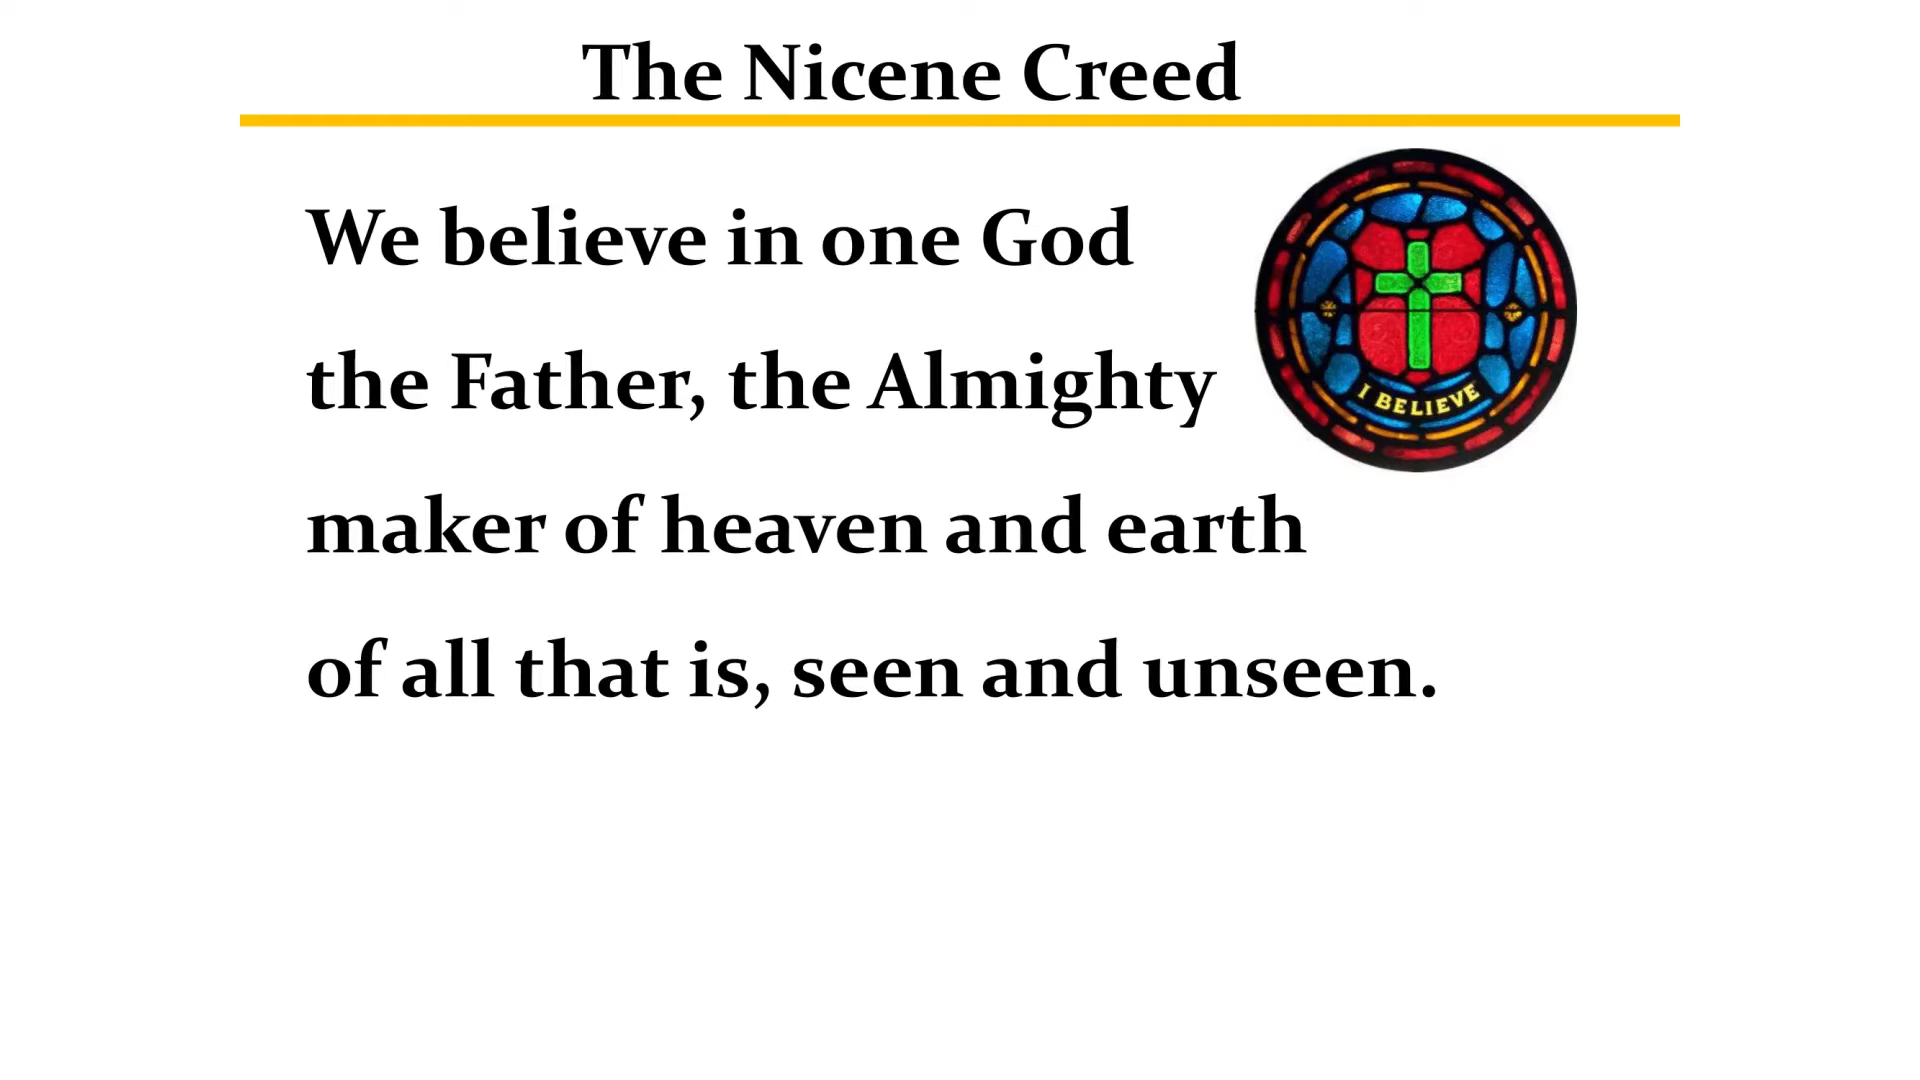 The Nicene Creed
We believe in one God
the Father, the Almighty
maker of heaven and earth
of all that is, seen and unseen.
I BELIEVE